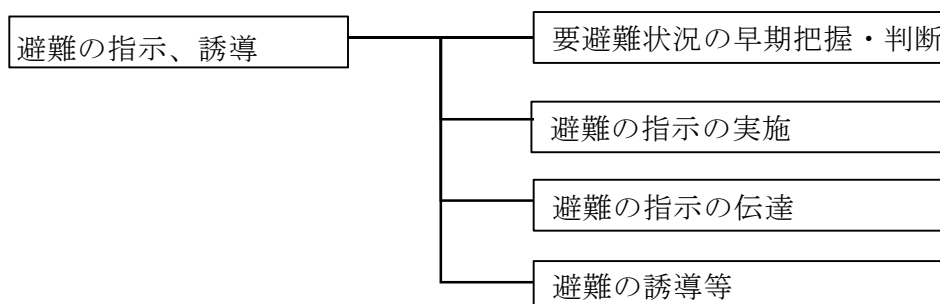 避難の指示、誘導
要避難状況の早期把握・判断
避難の指示の実施
避難の指示の伝達
避難の誘導等